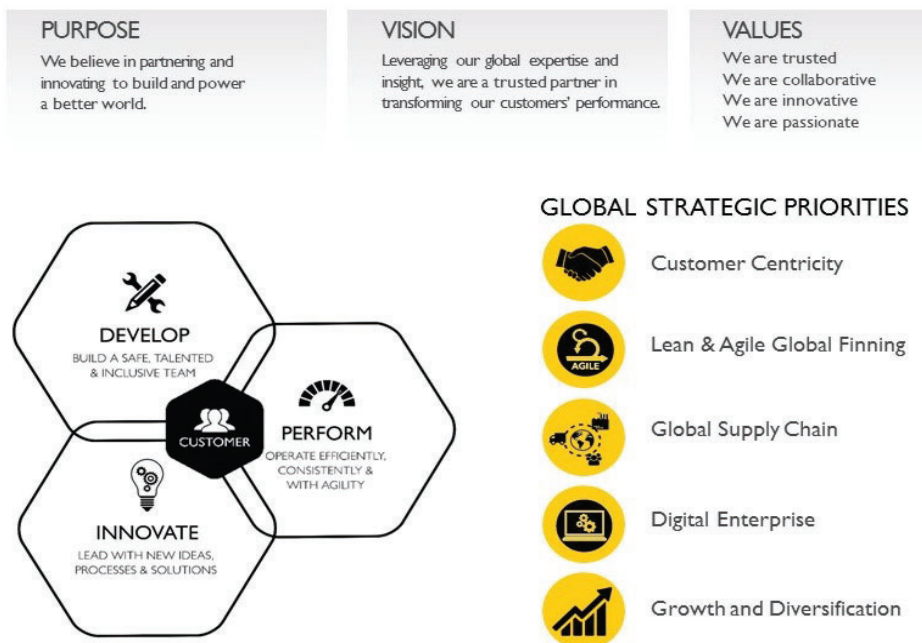 PURPOSE
We believe in partnering and
innovating to build and power
a better world.
VISION
Leveraging our global expertise and
insight, we are a trusted partner in
transforming our customers' performance.
VALUES
We are trusted
We are collaborative
We are innovative
We are passionate
DEVELOP
BUILD A SAFE, TALENTED
& INCLUSIVE TEAM
CUSTOMER
PERFORM
OPERATE EFFICIENTLY,
CONSISTENTLY &
WITH AGILITY
INNOVATE
LEAD WITH NEW IDEAS,
PROCESSES & SOLUTIONS
GLOBAL STRATEGIC PRIORITIES
Customer Centricity
AGILE
Lean & Agile Global Finning
Global Supply Chain
Digital Enterprise
Growth and Diversification